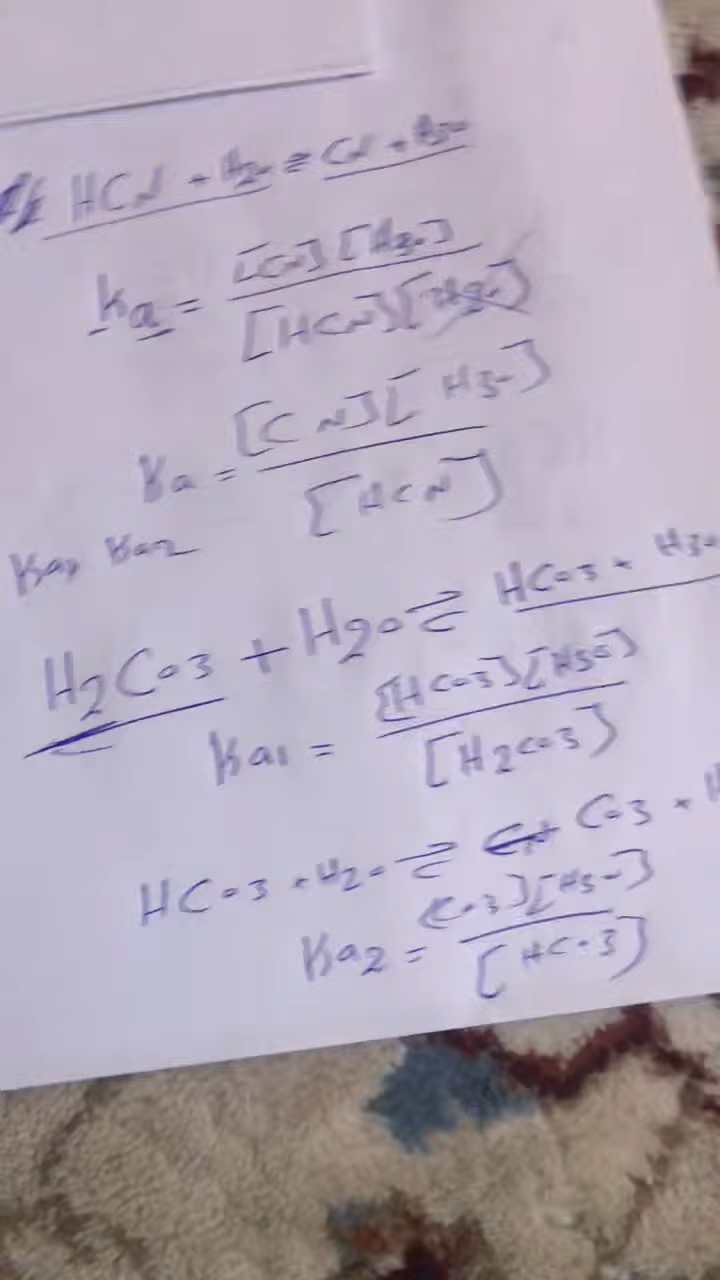 HCN + H2o ⇌ CN + H3o
Ka = [CN] [H3o] / [HCN] [H2o]
Ka = [CN] [H3o] / [HCN]
Ka1 Ka2
H2Co3 + H2o ⇌ HCo3 + H3o
Ka1 = [HCo3] [H3o] / [H2co3]
HCo3 + H2o ⇌ Co3 + H
Ka2 = [Co3] [H3o] / [HCo3]